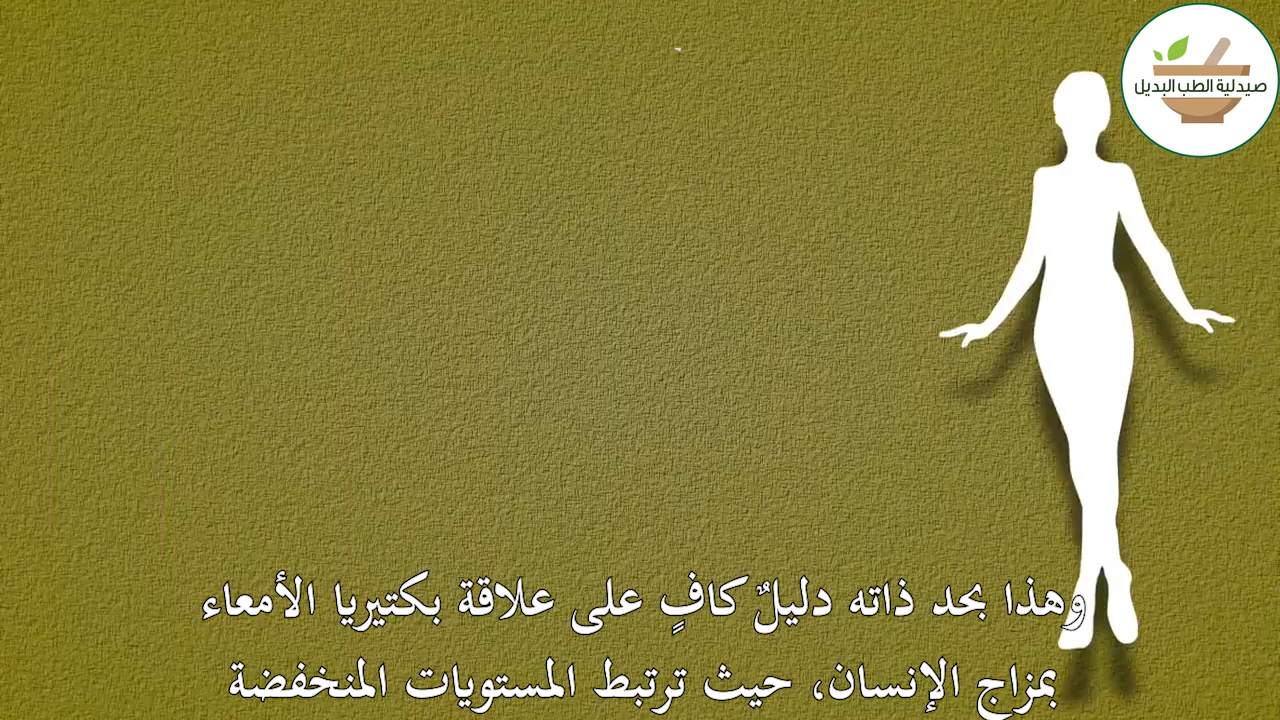 صيدلية الطب البديل
وهذا بحد ذاته دليلٌ كافٍ على علاقة بكتيريا الأمعاء
بمزاج الإنسان، حيث ترتبط المستويات المنخفضة